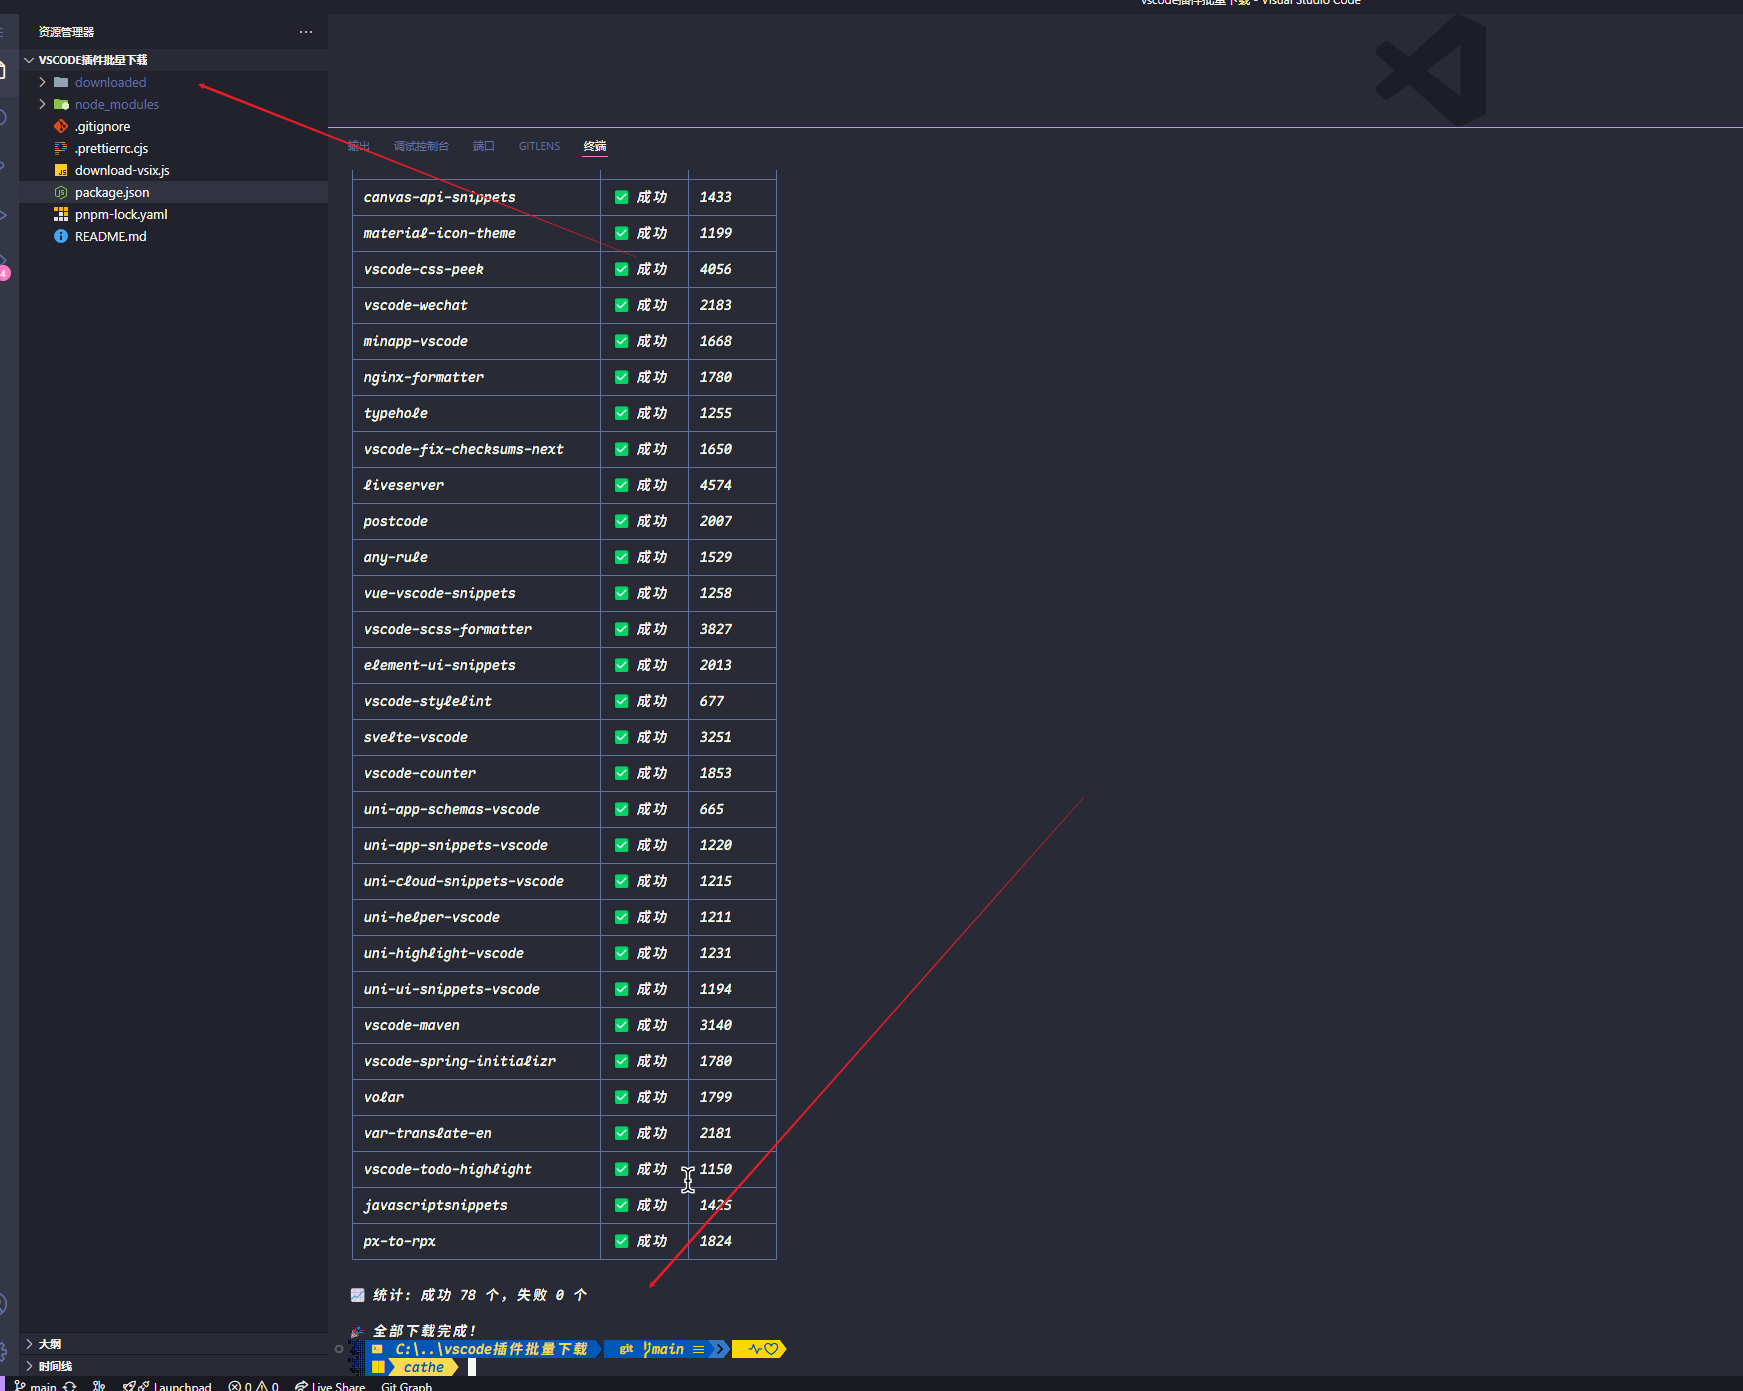 vscode插件批量下载 - Visual Studio Code
资源管理器
VSCODE插件批量下载
downloaded
node_modules
.gitignore
.prettierrc.cjs
download-vsix.js
package.json
pnpm-lock.yaml
README.md
4
大纲
时间线
输出 调试控制台 端口 GITLENS 终端
canvas-api-snippets ✅ 成功 1433
material-icon-theme ✅ 成功 1199
vscode-css-peek ✅ 成功 4056
vscode-wechat ✅ 成功 2183
minapp-vscode ✅ 成功 1668
nginx-formatter ✅ 成功 1780
typehole ✅ 成功 1255
vscode-fix-checksums-next ✅ 成功 1650
liveserver ✅ 成功 4574
postcode ✅ 成功 2007
any-rule ✅ 成功 1529
vue-vscode-snippets ✅ 成功 1258
vscode-scss-formatter ✅ 成功 3827
element-ui-snippets ✅ 成功 2013
vscode-stylelint ✅ 成功 677
svelte-vscode ✅ 成功 3251
vscode-counter ✅ 成功 1853
uni-app-schemas-vscode ✅ 成功 665
uni-app-snippets-vscode ✅ 成功 1220
uni-cloud-snippets-vscode ✅ 成功 1215
uni-helper-vscode ✅ 成功 1211
uni-highlight-vscode ✅ 成功 1231
uni-ui-snippets-vscode ✅ 成功 1194
vscode-maven ✅ 成功 3140
vscode-spring-initializr ✅ 成功 1780
volar ✅ 成功 1799
var-translate-en ✅ 成功 2181
vscode-todo-highlight ✅ 成功 1150
javascriptsnippets ✅ 成功 1425
px-to-rpx ✅ 成功 1824
📈 统计: 成功 78 个, 失败 0 个
🎉 全部下载完成!
C:\..\vscode插件批量下载 git main ≡
cathe
main Launchpad 0 0 Live Share Git Graph